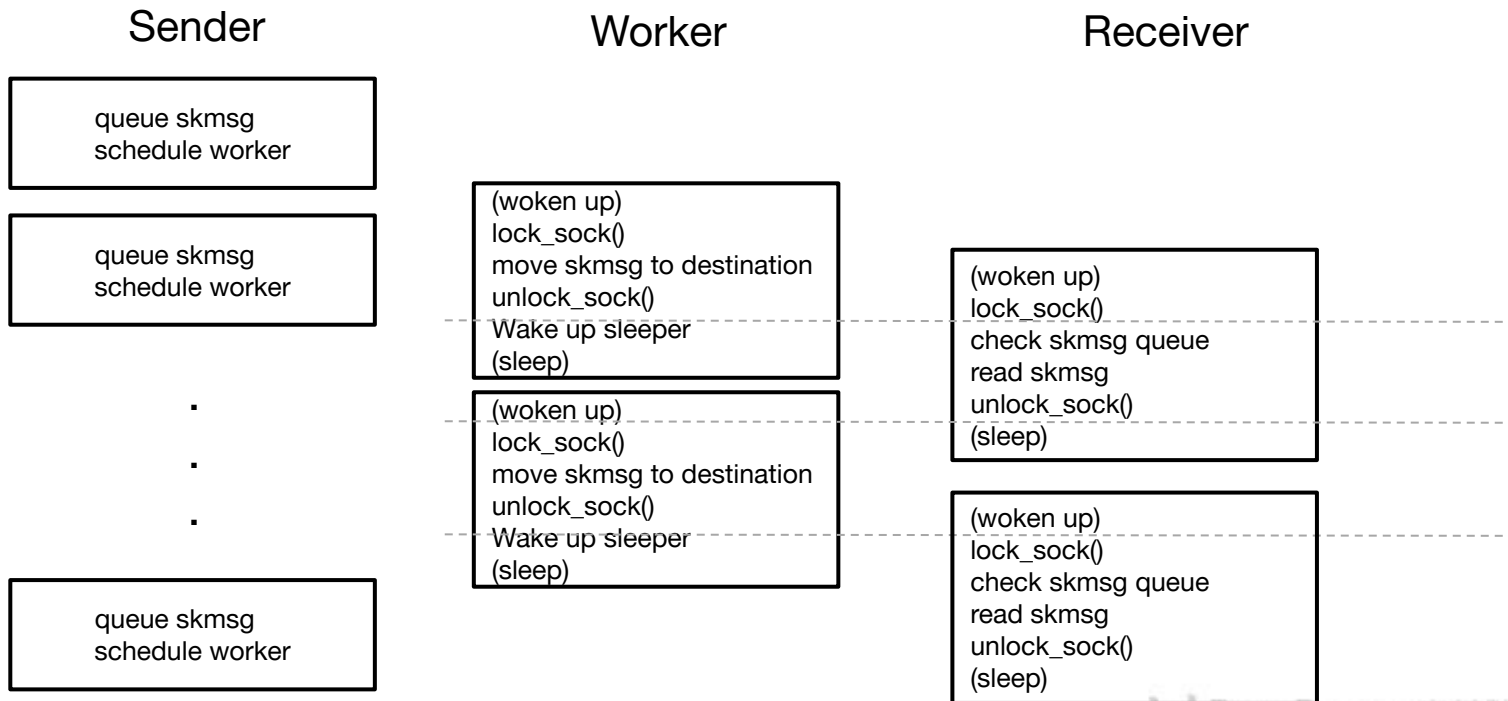 Sender
Worker
Receiver
queue skmsg
schedule worker
queue skmsg
schedule worker
.
.
.
queue skmsg
schedule worker
(woken up)
lock_sock()
move skmsg to destination
unlock_sock()
Wake up sleeper
(sleep)
(woken up)
lock_sock()
move skmsg to destination
unlock_sock()
Wake up sleeper
(sleep)
(woken up)
lock_sock()
check skmsg queue
read skmsg
unlock_sock()
(sleep)
(woken up)
lock_sock()
check skmsg queue
read skmsg
unlock_sock()
(sleep)